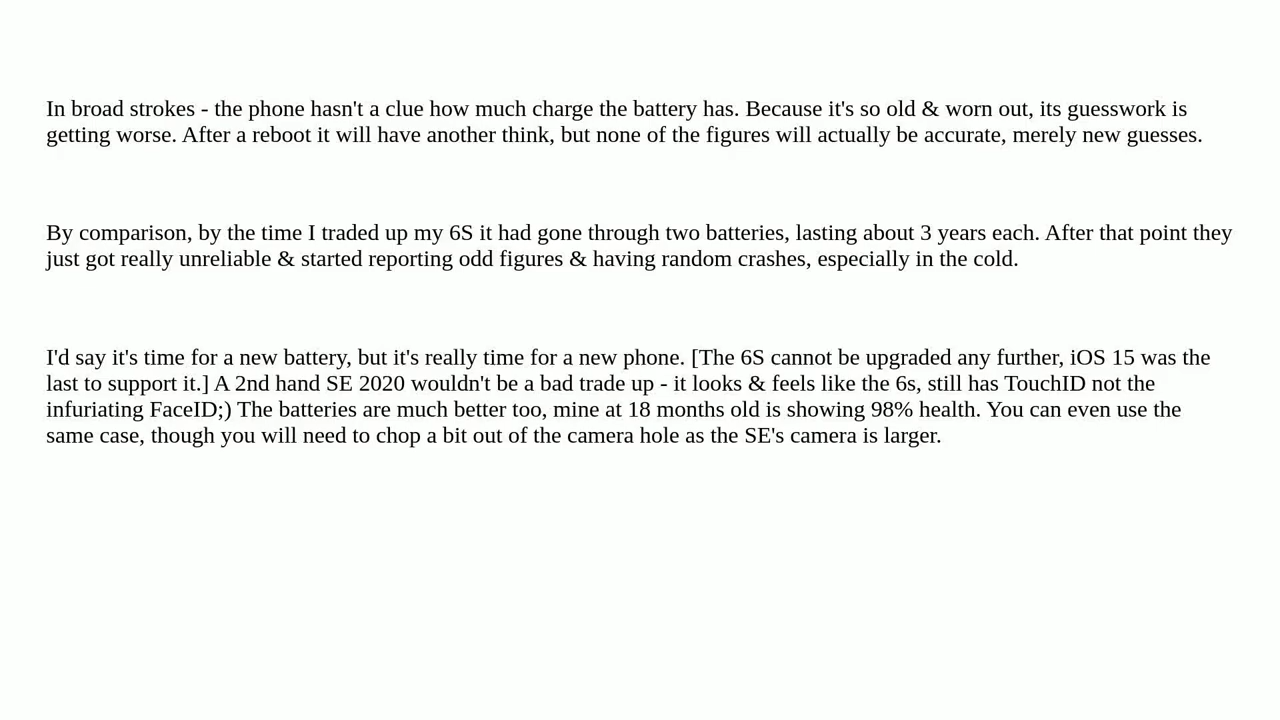 In broad strokes - the phone hasn't a clue how much charge the battery has. Because it's so old & worn out, its guesswork is
getting worse. After a reboot it will have another think, but none of the figures will actually be accurate, merely new guesses.
By comparison, by the time I traded up my 6S it had gone through two batteries, lasting about 3 years each. After that point they
just got really unreliable & started reporting odd figures & having random crashes, especially in the cold.
I'd say it's time for a new battery, but it's really time for a new phone. [The 6S cannot be upgraded any further, iOS 15 was the
last to support it.] A 2nd hand SE 2020 wouldn't be a bad trade up - it looks & feels like the 6s, still has TouchID not the
infuriating FaceID;) The batteries are much better too, mine at 18 months old is showing 98% health. You can even use the
same case, though you will need to chop a bit out of the camera hole as the SE's camera is larger.